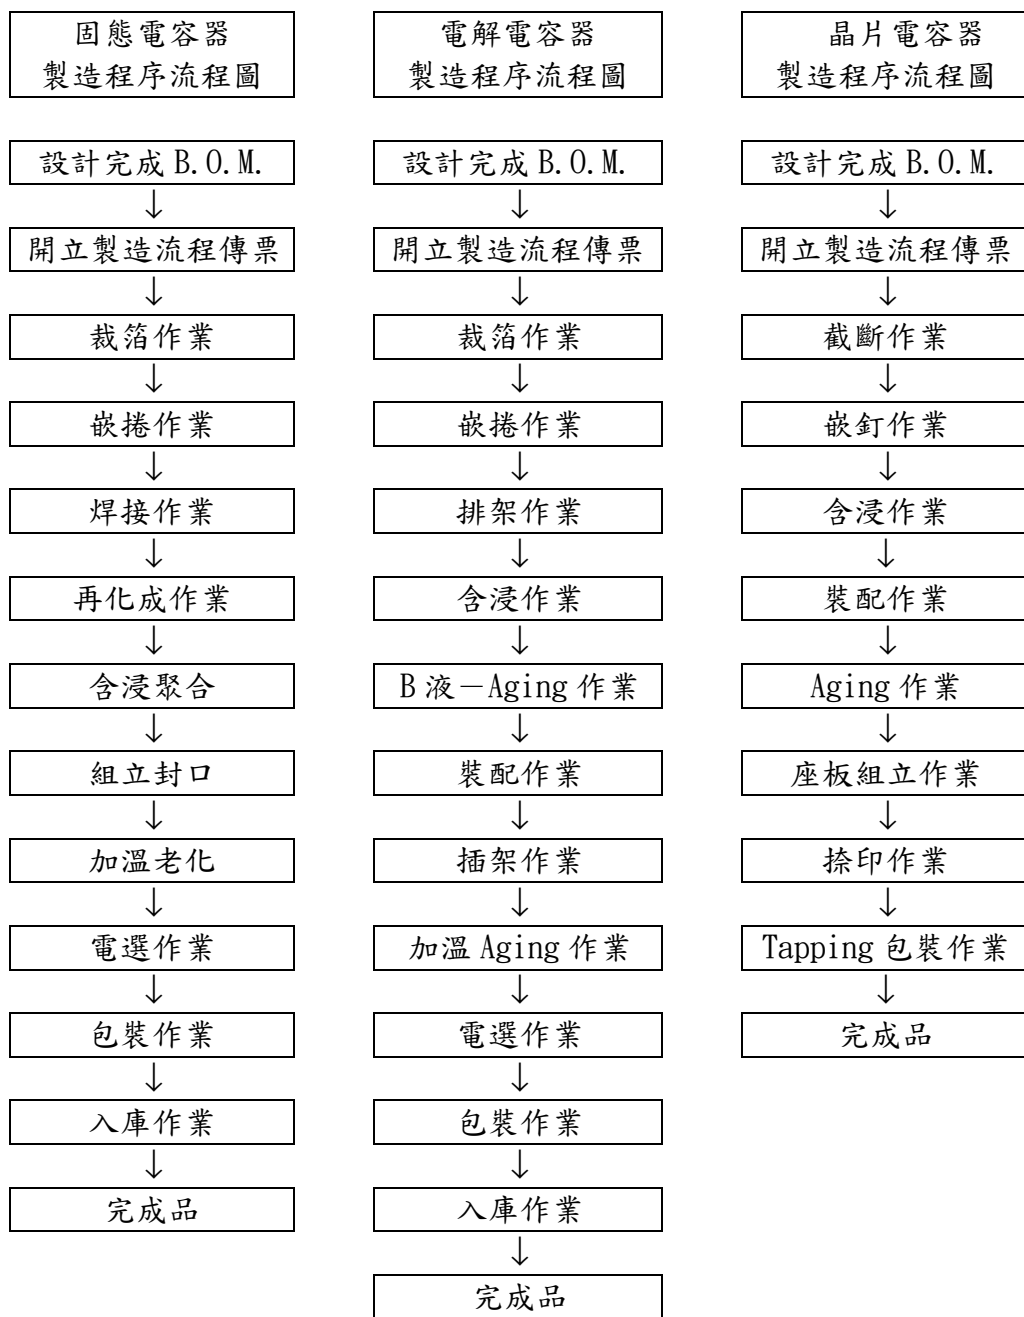 固態電容器
製造程序流程圖
設計完成 B.O.M.
↓
開立製造流程傳票
↓
裁箔作業
↓
嵌捲作業
↓
焊接作業
↓
再化成作業
↓
含浸聚合
↓
組立封口
↓
加溫老化
↓
電選作業
↓
包裝作業
↓
入庫作業
↓
完成品
電解電容器
製造程序流程圖
設計完成 B.O.M.
↓
開立製造流程傳票
↓
裁箔作業
↓
嵌捲作業
↓
排架作業
↓
含浸作業
↓
B 液－Aging 作業
↓
裝配作業
↓
插架作業
↓
加溫 Aging 作業
↓
電選作業
↓
包裝作業
↓
入庫作業
↓
完成品
晶片電容器
製造程序流程圖
設計完成 B.O.M.
↓
開立製造流程傳票
↓
截斷作業
↓
嵌釘作業
↓
含浸作業
↓
裝配作業
↓
Aging 作業
↓
座板組立作業
↓
捺印作業
↓
Tapping 包裝作業
↓
完成品